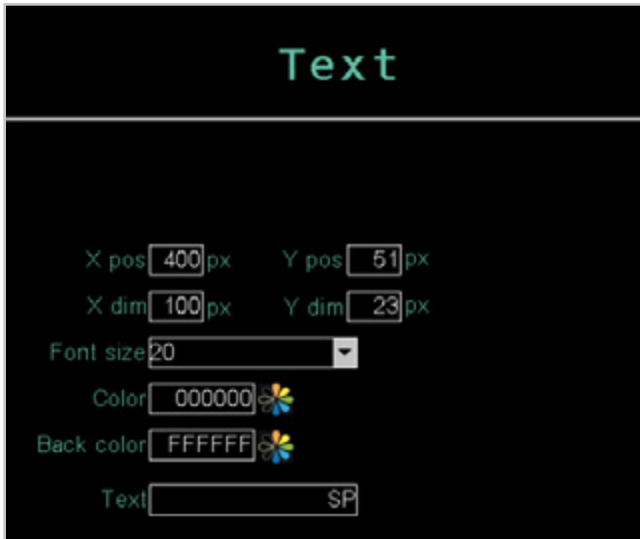 Text
X pos 400 px Y pos 51 px
X dim 100 px Y dim 23 px
Font size 20
Color 000000
Back color FFFFFF
Text SP